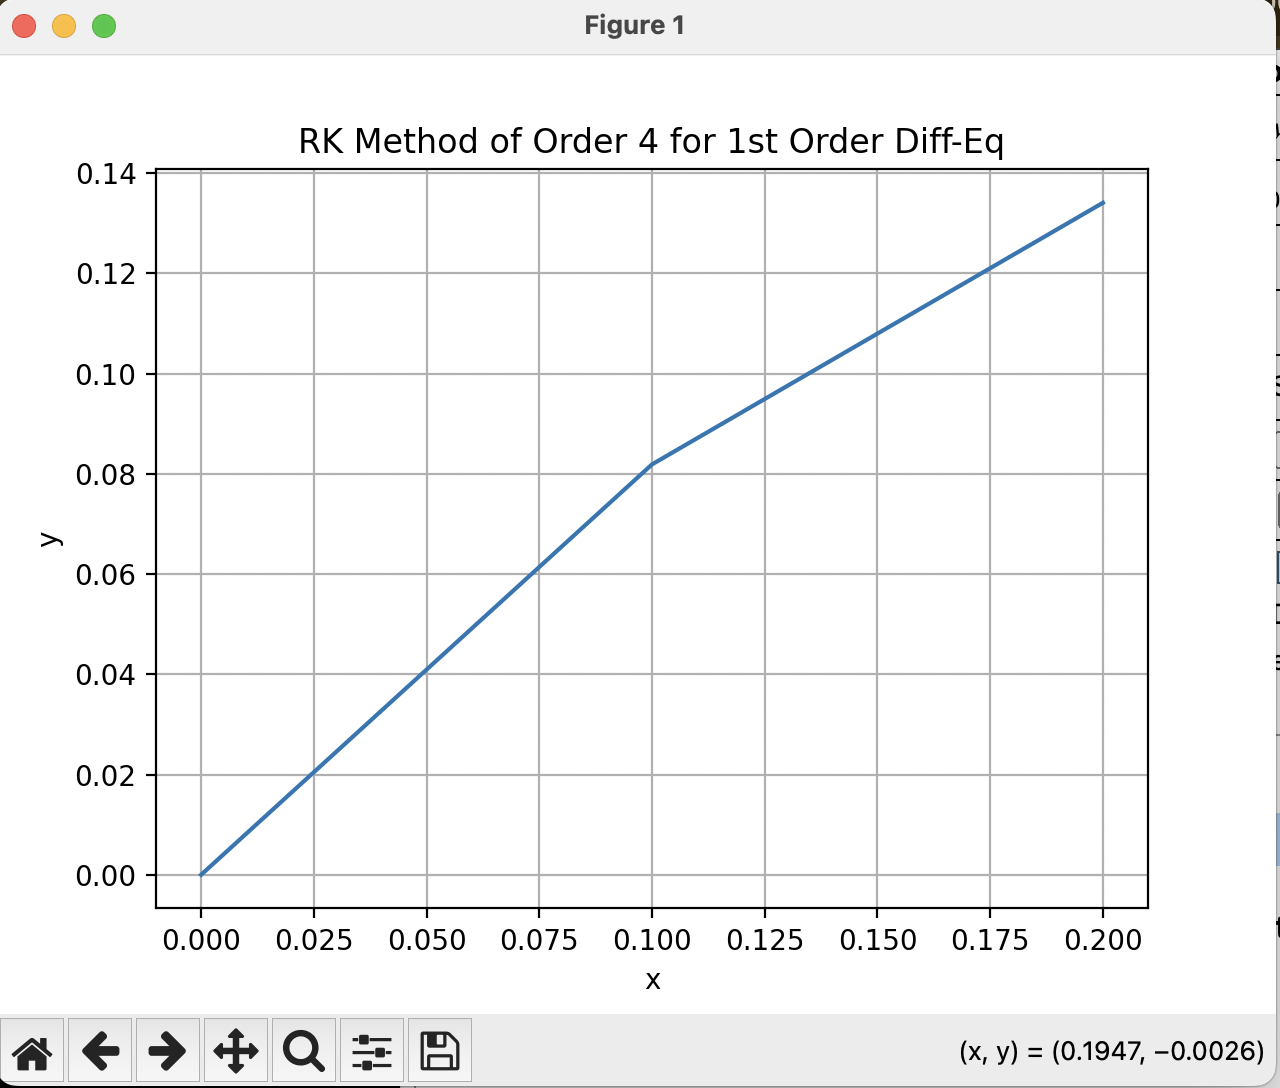 Figure 1
RK Method of Order 4 for 1st Order Diff-Eq
0.14
0.12
0.10
0.08
0.06
0.04
0.02
0.00
y
0.000 0.025 0.050 0.075 0.100 0.125 0.150 0.175 0.200
x
(x, y) = (0.1947, −0.0026)